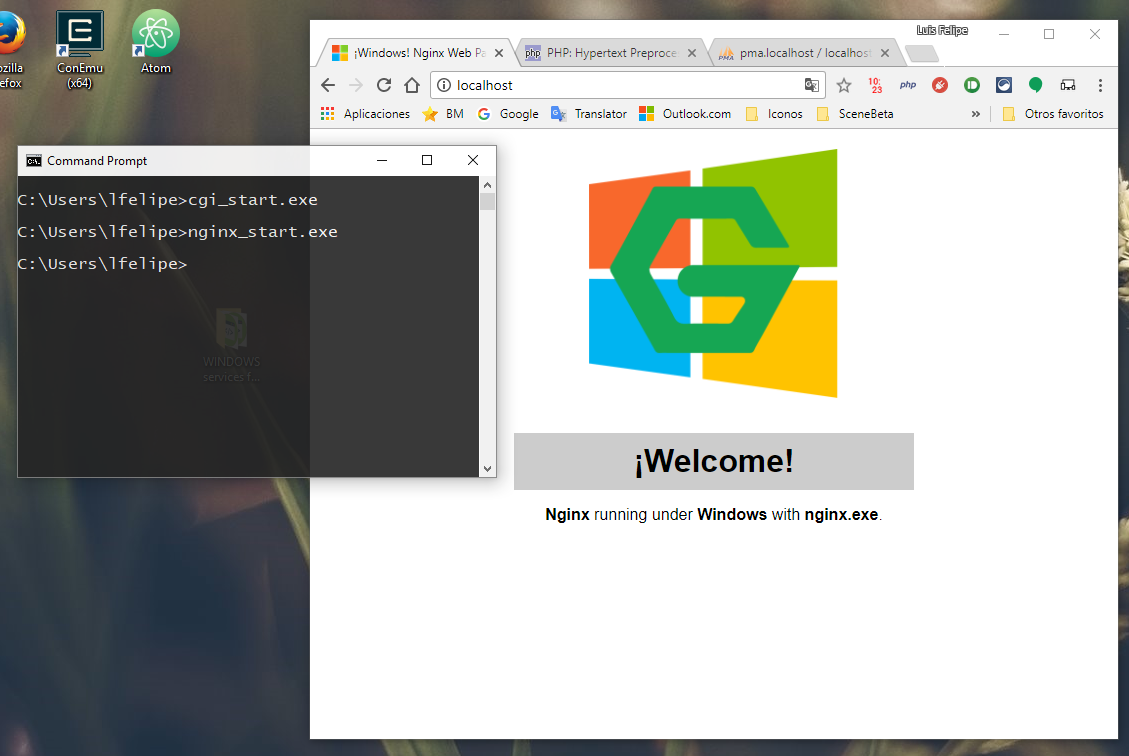 ozilla
efox
ConEmu
(x64)
Atom
Luis Felipe
¡Windows! Nginx Web Pa
php PHP: Hypertext Preproce
PMA pma.localhost / localhost
localhost
10:
23
php
Aplicaciones
BM
Google
Translator
Outlook.com
Iconos
SceneBeta
»
Otros favoritos
C:\. Command Prompt
C:\Users\lfelipe>cgi_start.exe
C:\Users\lfelipe>nginx_start.exe
C:\Users\lfelipe>
WINDOWS
services f...
¡Welcome!
Nginx running under Windows with nginx.exe.